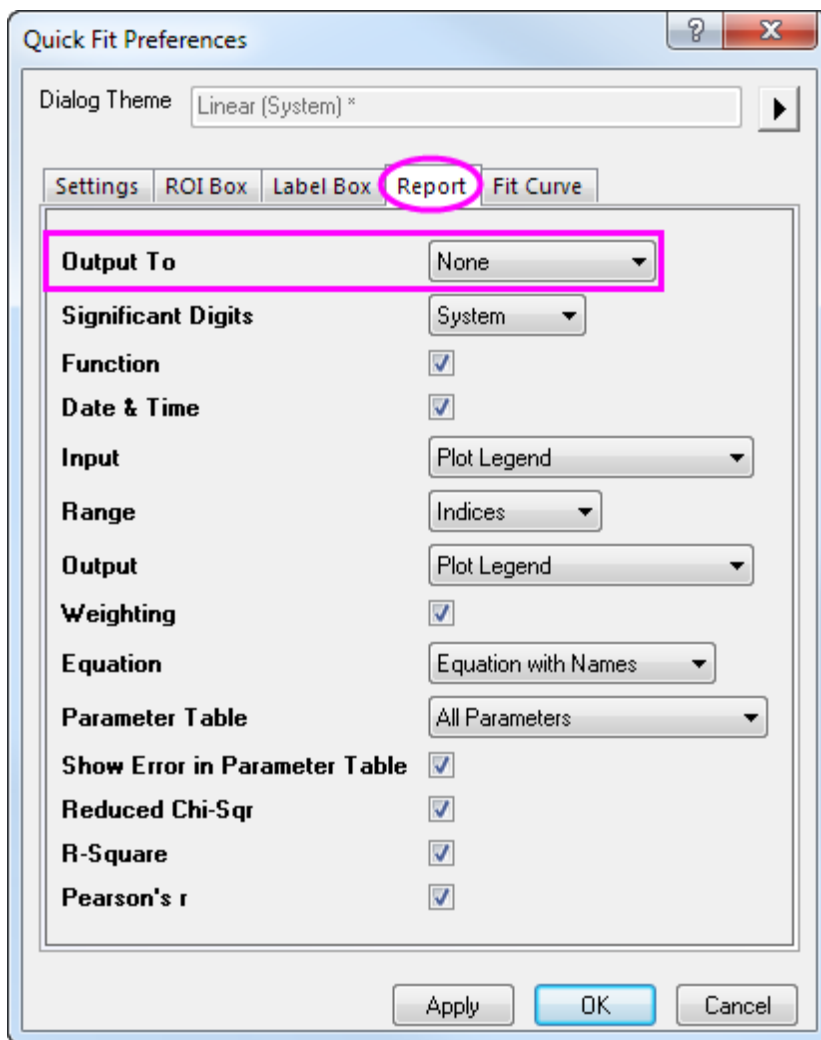 Quick Fit Preferences
Dialog Theme Linear (System) *
Settings ROI Box Label Box Report Fit Curve
Output To None
Significant Digits System
Function
Date & Time
Input Plot Legend
Range Indices
Output Plot Legend
Weighting
Equation Equation with Names
Parameter Table All Parameters
Show Error in Parameter Table
Reduced Chi-Sqr
R-Square
Pearson's r
Apply OK Cancel